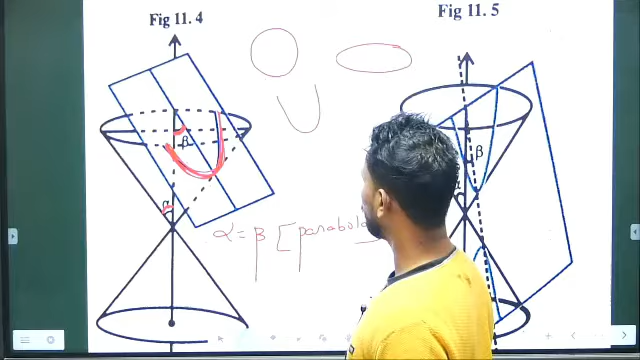 Fig 11.4
Fig 11.5
β
β
α
α
α = β [parabola